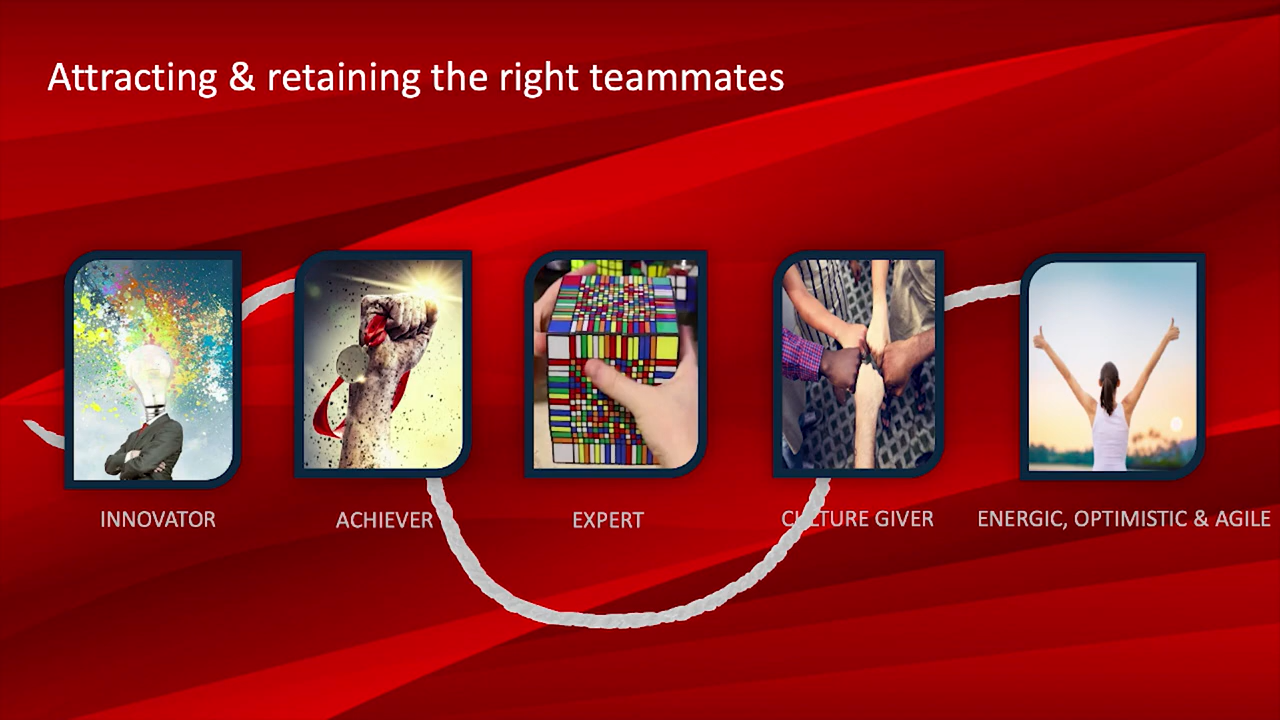 Attracting & retaining the right teammates
INNOVATOR
ACHIEVER
EXPERT
CULTURE GIVER
ENERGIC, OPTIMISTIC & AGILE